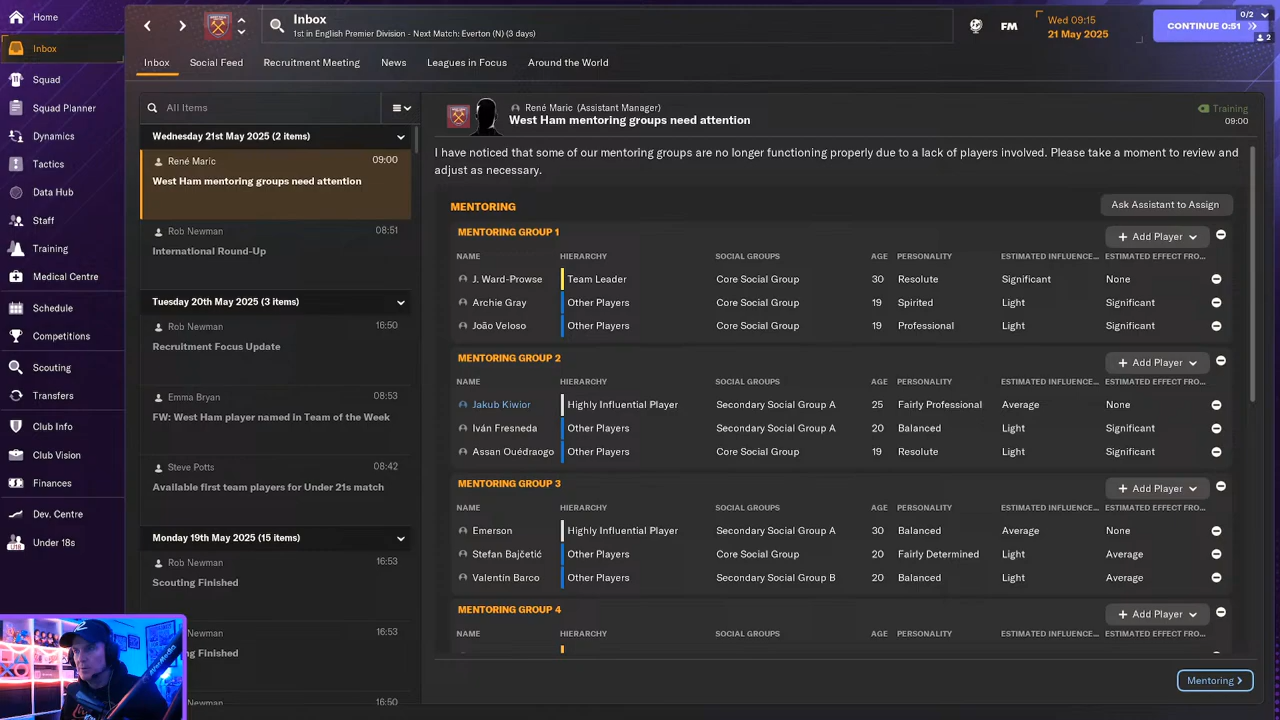 Home
Inbox
Squad
Squad Planner
Dynamics
Tactics
Data Hub
Staff
Training
Medical Centre
Schedule
Competitions
Scouting
Transfers
Club Info
Club Vision
Finances
Dev. Centre
Under 18s
U18
Inbox
1st in English Premier Division - Next Match: Everton (N) (3 days)
FM
Wed 09:15
21 May 2025
CONTINUE 0:51
0/2
2
Inbox Social Feed Recruitment Meeting News Leagues in Focus Around the World
All Items
Wednesday 21st May 2025 (2 items)
René Maric 09:00
West Ham mentoring groups need attention
Rob Newman 08:51
International Round-Up
Tuesday 20th May 2025 (3 items)
Rob Newman 16:50
Recruitment Focus Update
Emma Bryan 08:53
FW: West Ham player named in Team of the Week
Steve Potts 08:42
Available first team players for Under 21s match
Monday 19th May 2025 (15 items)
Rob Newman 16:53
Scouting Finished
Newman 16:53
ng Finished
Newman 16:50
René Maric (Assistant Manager)
West Ham mentoring groups need attention
Training
09:00
I have noticed that some of our mentoring groups are no longer functioning properly due to a lack of players involved. Please take a moment to review and
adjust as necessary.
MENTORING
Ask Assistant to Assign
MENTORING GROUP 1
Add Player
NAME HIERARCHY SOCIAL GROUPS AGE PERSONALITY ESTIMATED INFLUENCE... ESTIMATED EFFECT FRO...
J. Ward-Prowse Team Leader Core Social Group 30 Resolute Significant None
Archie Gray Other Players Core Social Group 19 Spirited Light Significant
João Veloso Other Players Core Social Group 19 Professional Light Significant
MENTORING GROUP 2
Add Player
NAME HIERARCHY SOCIAL GROUPS AGE PERSONALITY ESTIMATED INFLUENCE... ESTIMATED EFFECT FRO...
Jakub Kiwior Highly Influential Player Secondary Social Group A 25 Fairly Professional Average None
Iván Fresneda Other Players Secondary Social Group A 20 Balanced Light Significant
Assan Ouédraogo Other Players Core Social Group 19 Resolute Light Significant
MENTORING GROUP 3
Add Player
NAME HIERARCHY SOCIAL GROUPS AGE PERSONALITY ESTIMATED INFLUENCE... ESTIMATED EFFECT FRO...
Emerson Highly Influential Player Secondary Social Group A 30 Balanced Average None
Stefan Bajčetić Other Players Core Social Group 20 Fairly Determined Light Average
Valentín Barco Other Players Secondary Social Group B 20 Balanced Light Average
MENTORING GROUP 4
Add Player
NAME HIERARCHY SOCIAL GROUPS AGE PERSONALITY ESTIMATED INFLUENCE... ESTIMATED EFFECT FRO...
Mentoring